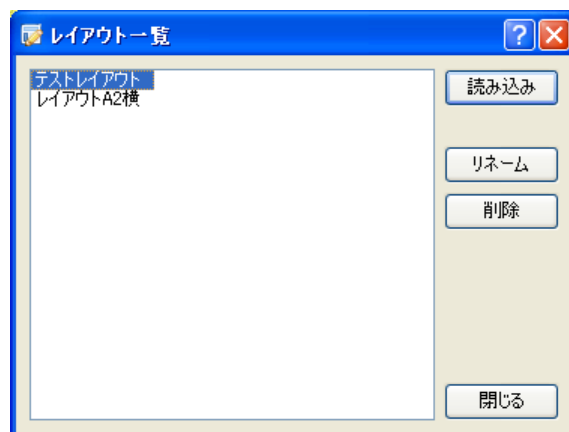 レイアウト一覧
テストレイアウト
レイアウトA2横
読み込み
リネーム
削除
閉じる